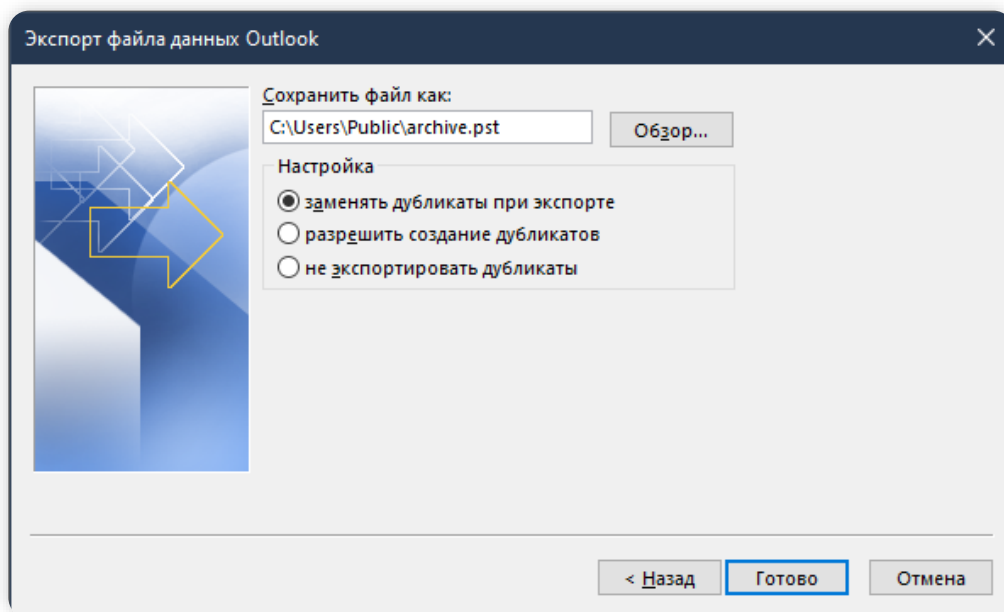 Экспорт файла данных Outlook
Сохранить файл как:
C:\Users\Public\archive.pst
Обзор...
Настройка
заменять дубликаты при экспорте
разрешить создание дубликатов
не экспортировать дубликаты
< Назад Готово Отмена